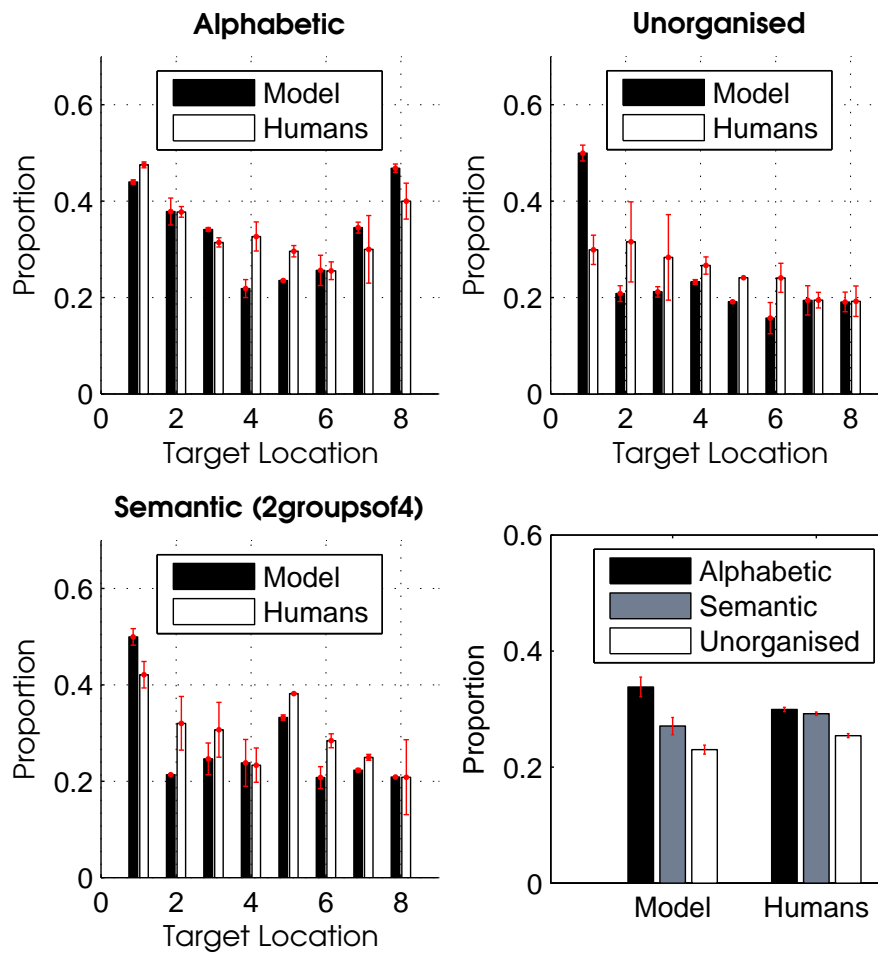 Alphabetic
Proportion
0.6
0.4
0.2
0
Model
Humans
0 2 4 6 8
Target Location
Unorganised
Proportion
0.6
0.4
0.2
0
Model
Humans
0 2 4 6 8
Target Location
Semantic (2groupsof4)
Proportion
0.6
0.4
0.2
0
Model
Humans
0 2 4 6 8
Target Location
Proportion
0.6
0.4
0.2
0
Alphabetic
Semantic
Unorganised
Model Humans